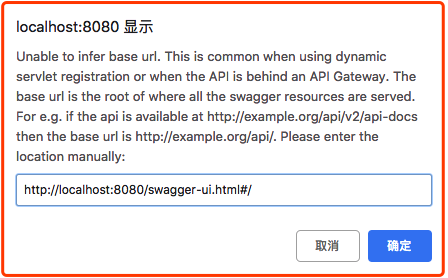 localhost:8080 显示
Unable to infer base url. This is common when using dynamic
servlet registration or when the API is behind an API Gateway. The
base url is the root of where all the swagger resources are served.
For e.g. if the api is available at http://example.org/api/v2/api-docs
then the base url is http://example.org/api/. Please enter the
location manually:
http://localhost:8080/swagger-ui.html#/
取消
确定